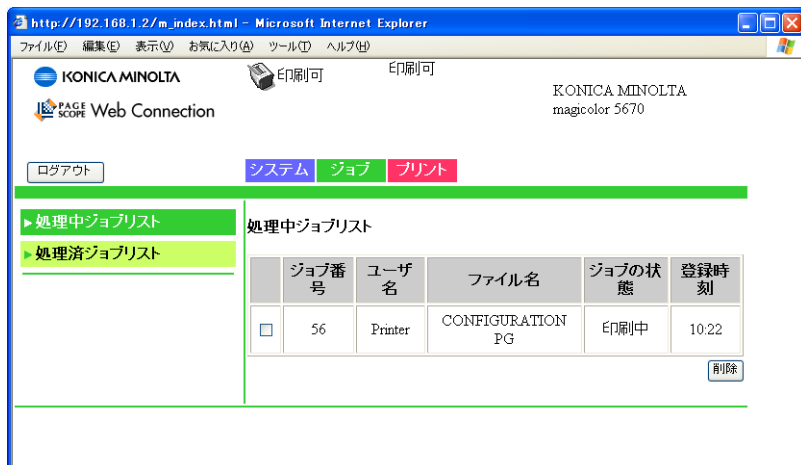 http://192.168.1.2/m_index.html - Microsoft Internet Explorer
ファイル(F) 編集(E) 表示(V) お気に入り(A) ツール(T) ヘルプ(H)
KONICA MINOLTA
印刷可
印刷可
KONICA MINOLTA
magicolor 5670
PAGE SCOPE Web Connection
ログアウト
システム ジョブ プリント
処理中ジョブリスト
処理済ジョブリスト
処理中ジョブリスト
ジョブ番号 ユーザ名 ファイル名 ジョブの状態 登録時刻
56 Printer CONFIGURATION PG 印刷中 10:22
削除